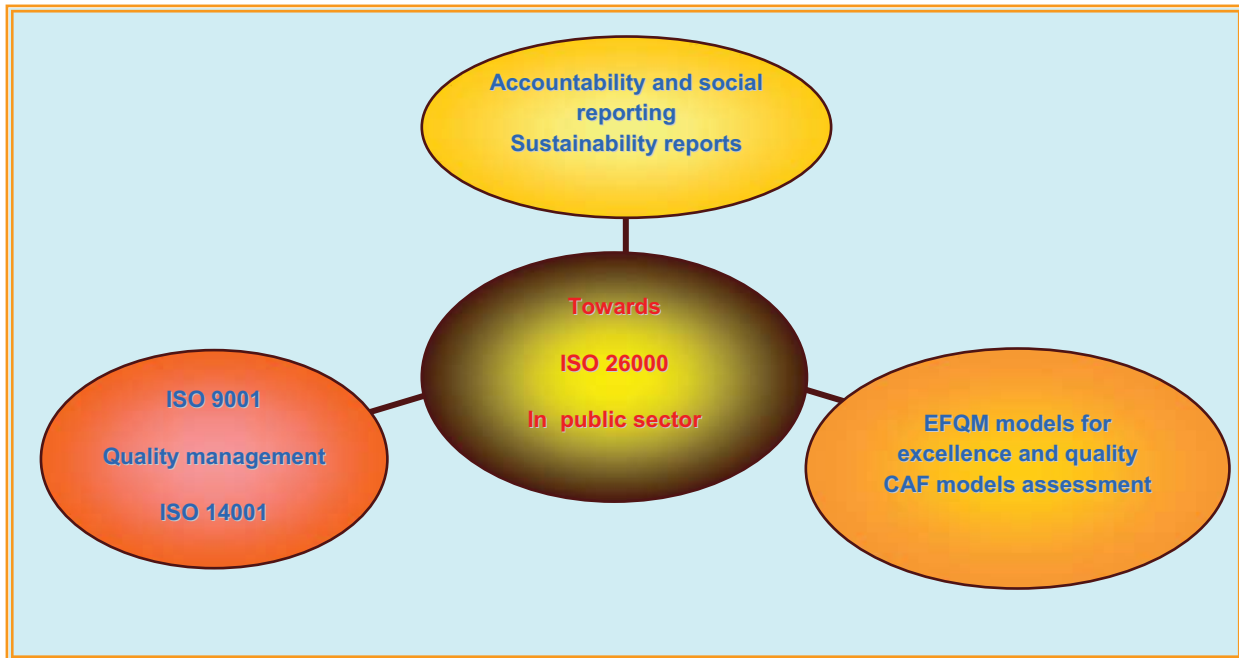 Accountability and social
reporting
Sustainability reports
Towards
ISO 26000
In public sector
ISO 9001
Quality management
ISO 14001
EFQM models for
excellence and quality
CAF models assessment